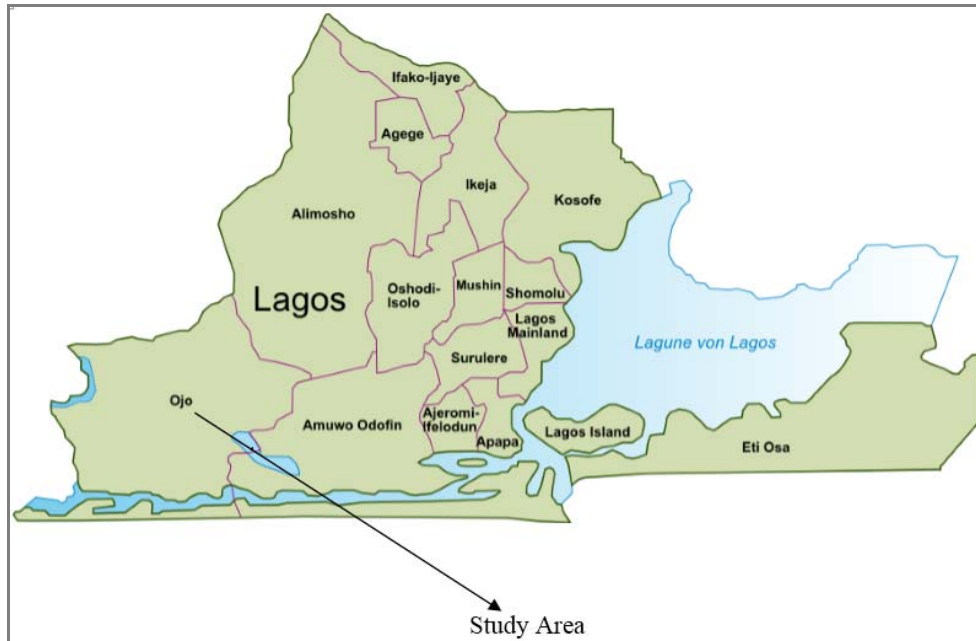 Ifako-Ijaye
Agege
Ikeja
Kosofe
Alimosho
Lagos
Oshodi-
Isolo
Mushin
Shomolu
Lagos
Mainland
Surulere
Lagune von Lagos
Ojo
Amuwo Odofin
Ajeromi-
Ifelodun
Apapa
Lagos Island
Eti Osa
Study Area